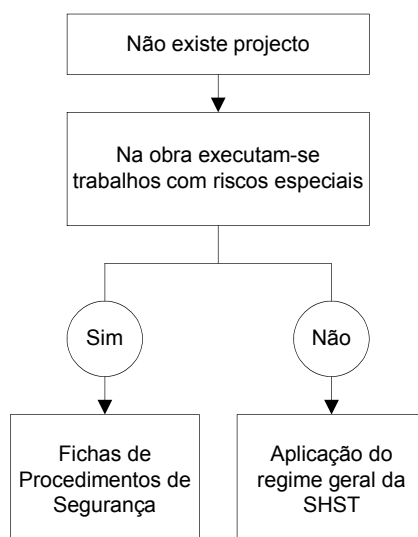 Não existe projecto
Na obra executam-se
trabalhos com riscos especiais
Sim
Não
Fichas de
Procedimentos de
Segurança
Aplicação do
regime geral da
SHST